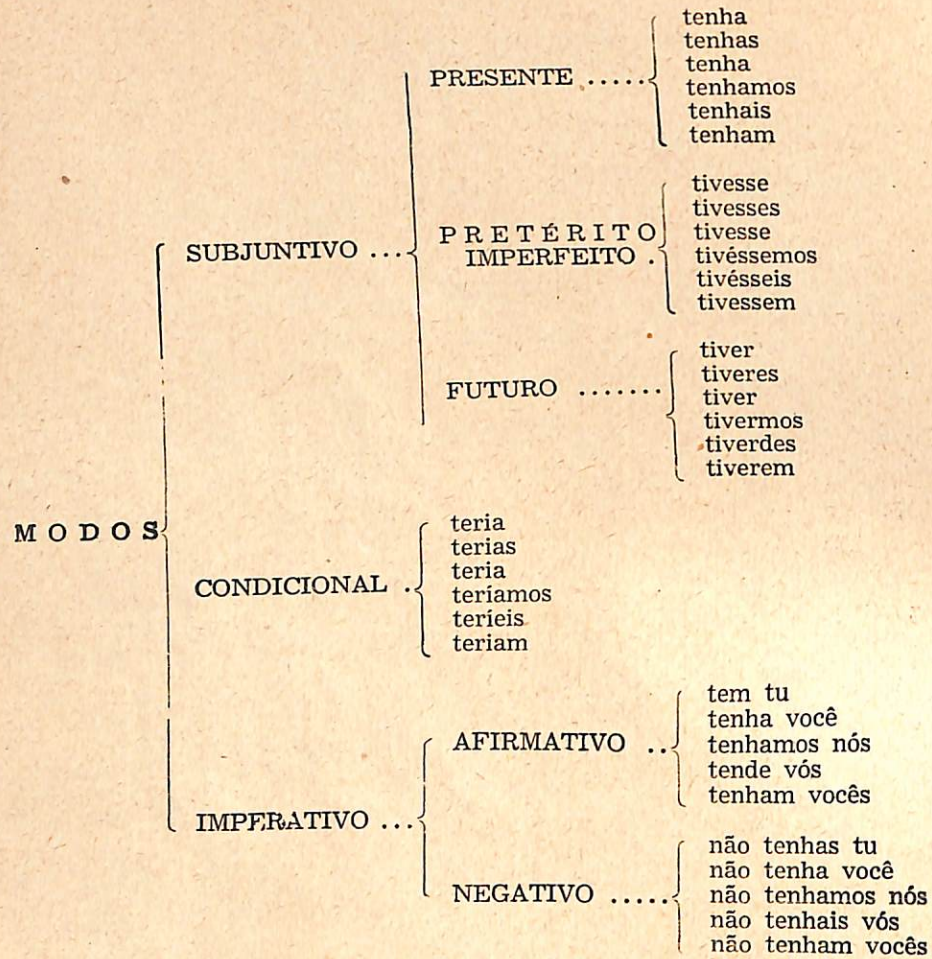 MODOS
SUBJUNTIVO ...
PRESENTE .....
tenha
tenhas
tenha
tenhamos
tenhais
tenham
PRETÉRITO
IMPERFEITO .
tivesse
tivesses
tivesse
tivéssemos
tivésseis
tivessem
FUTURO .......
tiver
tiveres
tiver
tivermos
tiverdes
tiverem
CONDICIONAL .
teria
terias
teria
teríamos
teríeis
teriam
IMPERATIVO ...
AFIRMATIVO ..
tem tu
tenha você
tenhamos nós
tende vós
tenham vocês
NEGATIVO .....
não tenhas tu
não tenha você
não tenhamos nós
não tenhais vós
não tenham vocês